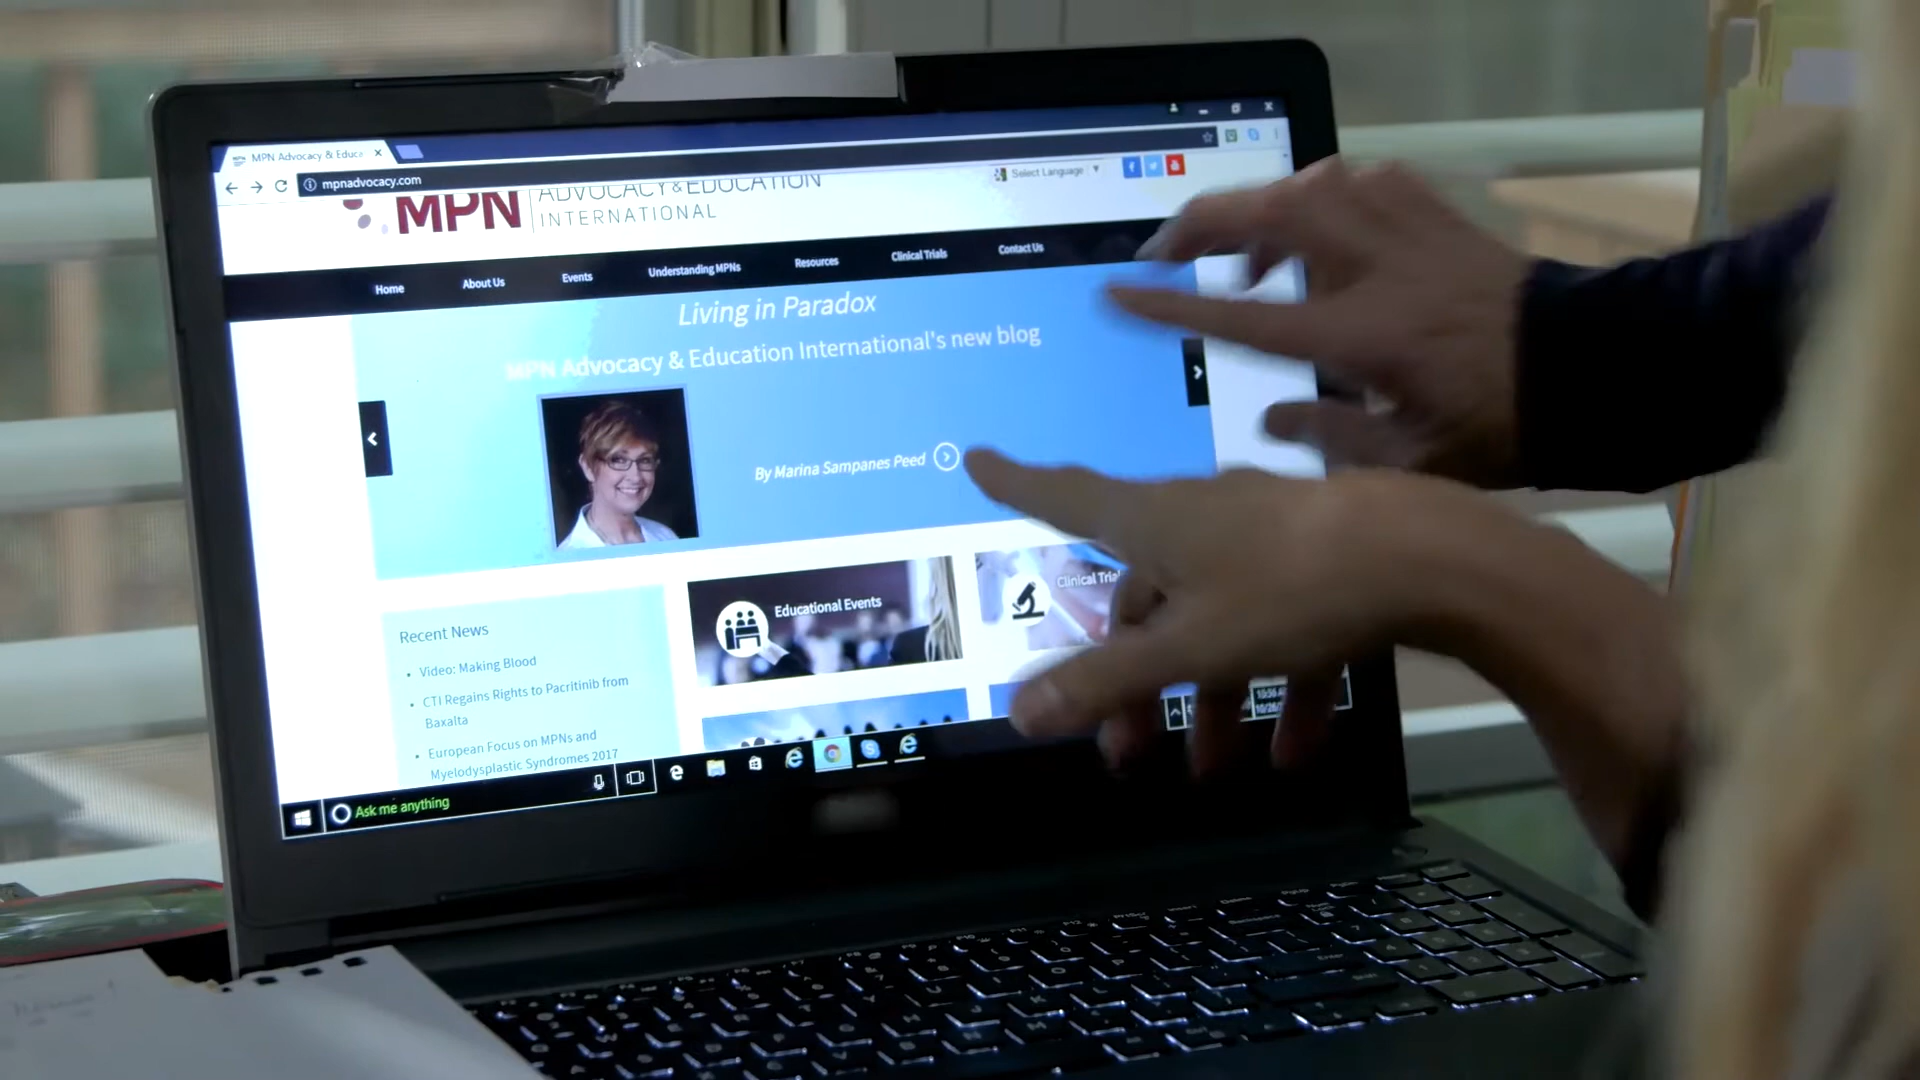 MPN Advocacy & Educa
mpnadvocacy.com
MPN
ADVOCACY & EDUCATION
INTERNATIONAL
Select Language
Home
About Us
Events
Understanding MPNs
Resources
Clinical Trials
Contact Us
Living in Paradox
MPN Advocacy & Education International's new blog
By Marina Sampanes Peed
Educational Events
Clinical Trial
Recent News
Video: Making Blood
CTI Regains Rights to Pacritinib from
Baxalta
European Focus on MPNs and
Myelodysplastic Syndromes 2017
Ask me anything